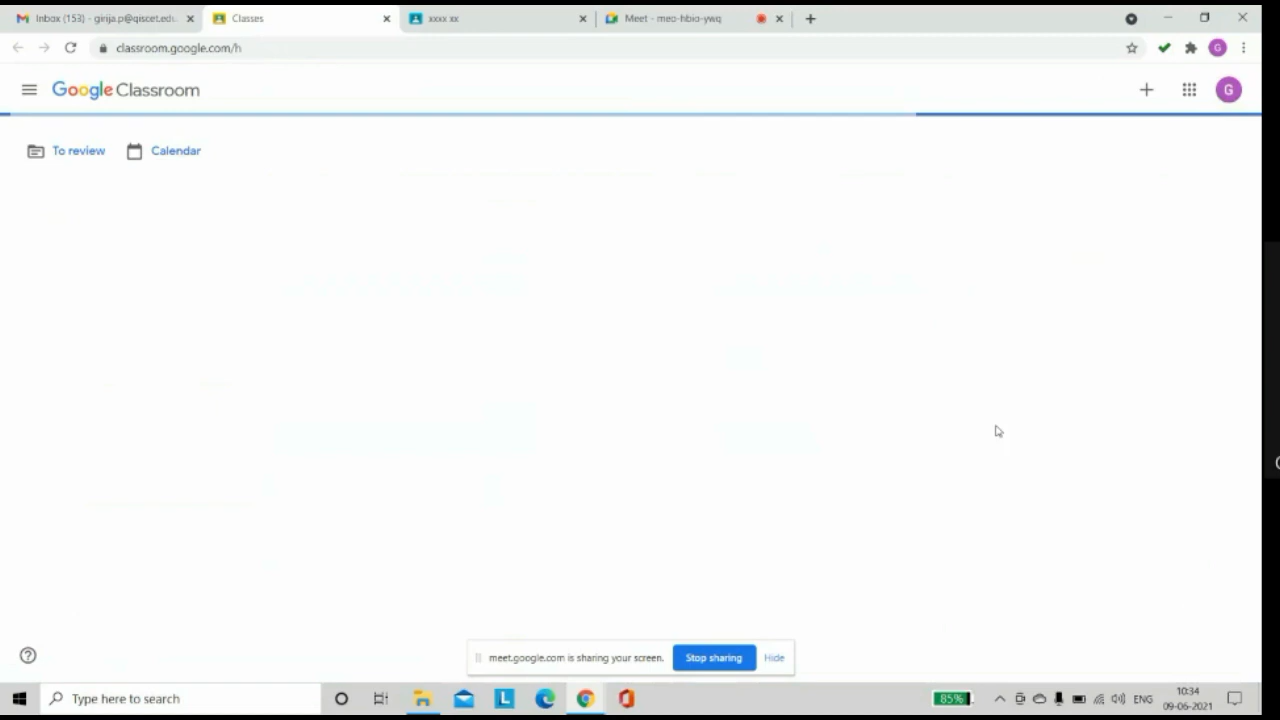 Inbox (153) - girija.p@qiscet.edu.
Classes
xxxx xx
Meet - meo-hbio-ywq
classroom.google.com/h
G
Google Classroom
G
To review
Calendar
meet.google.com is sharing your screen.
Stop sharing
Hide
Type here to search
L
85%
ENG
10:34
09-06-2021